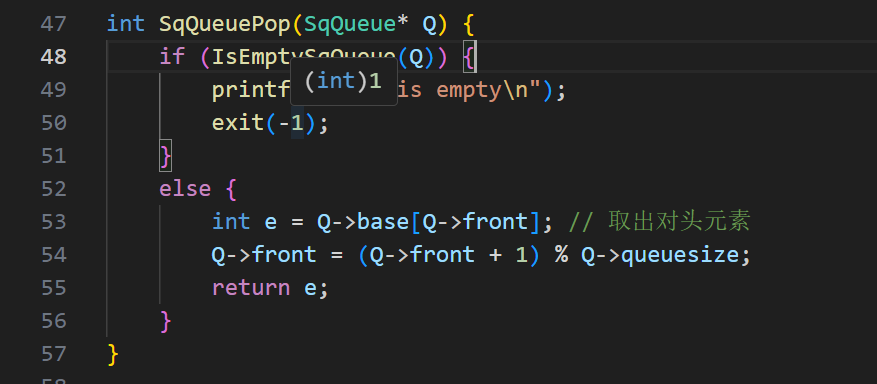 47 int SqQueuePop(SqQueue* Q) {
48 if (IsEmptySqQueue(Q)) {
(int)1
49 printf is empty\n");
50 exit(-1);
51 }
52 else {
53 int e = Q->base[Q->front]; // 取出对头元素
54 Q->front = (Q->front + 1) % Q->queuesize;
55 return e;
56 }
57 }